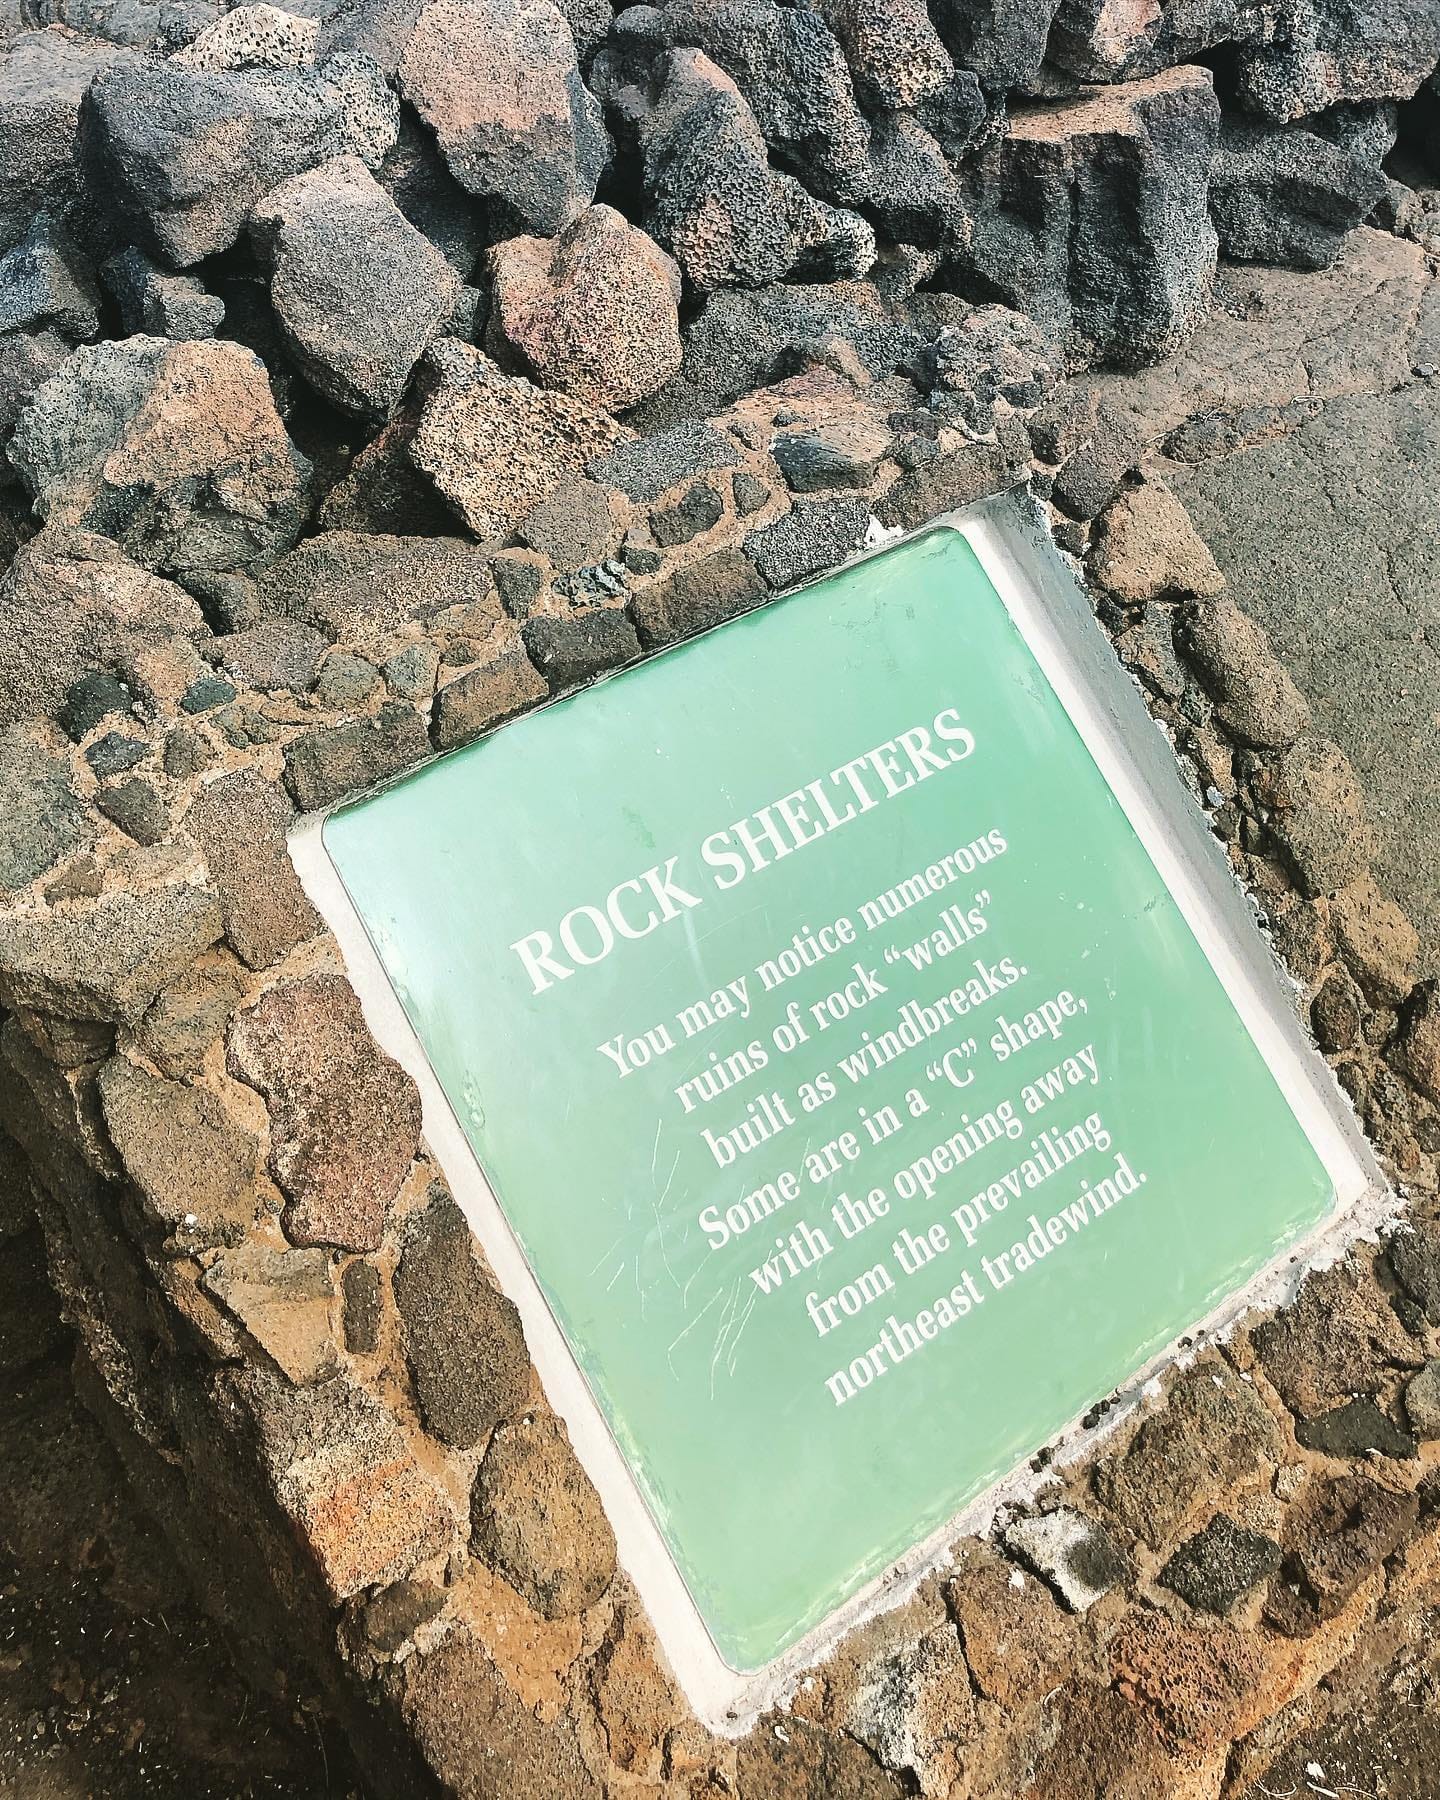 ROCK SHELTERS
You may notice numerous
ruins of rock “walls”
built as windbreaks.
Some are in a “C” shape,
with the opening away
from the prevailing
northeast tradewind.